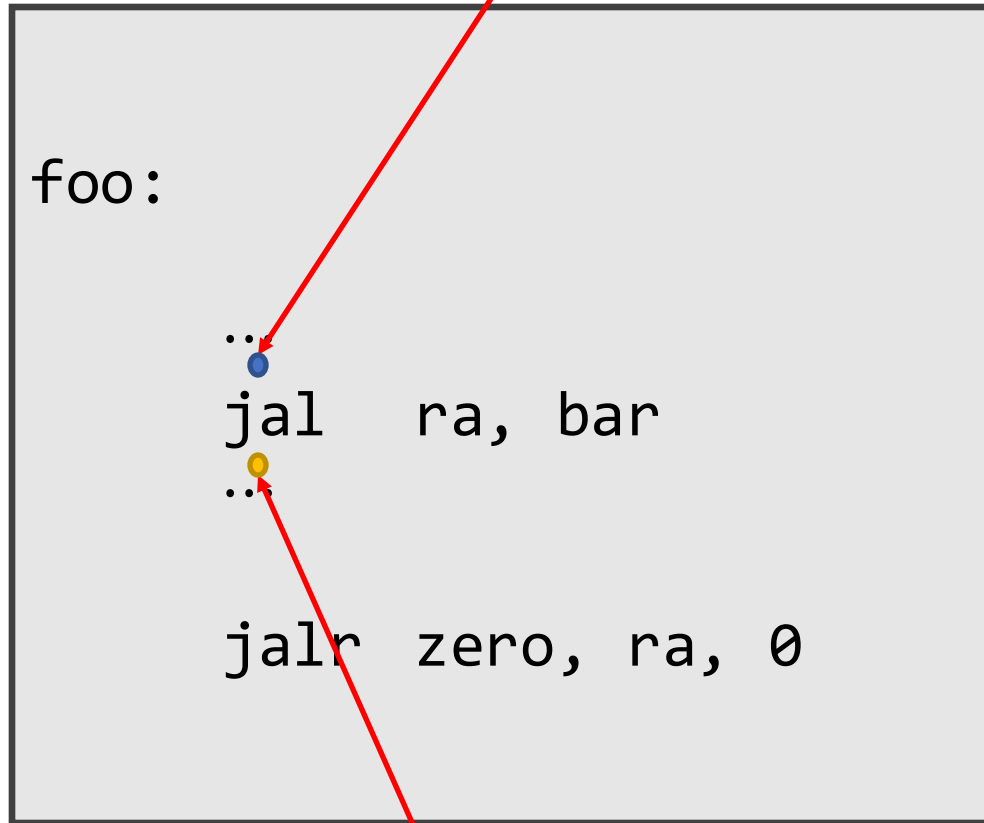 foo:
…
jal ra, bar
…
jalr zero, ra, 0